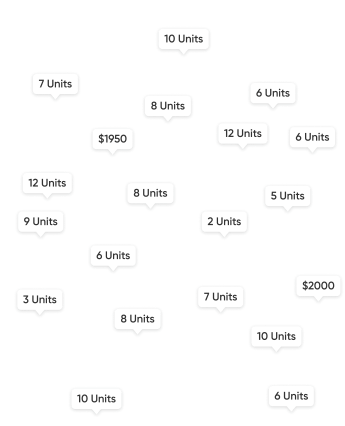 10 Units
7 Units
6 Units
8 Units
12 Units
6 Units
$1950
12 Units
8 Units
5 Units
9 Units
2 Units
6 Units
$2000
3 Units
7 Units
8 Units
10 Units
10 Units
6 Units